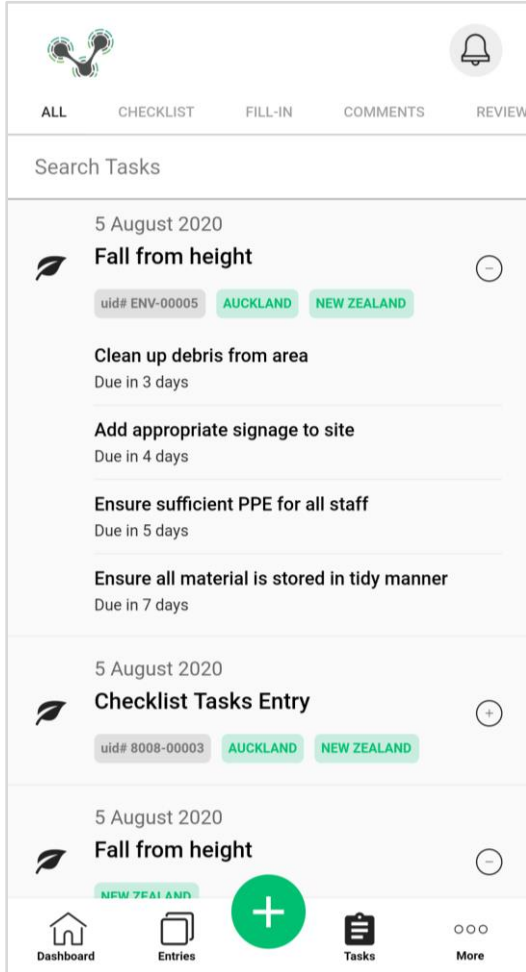 ALL CHECKLIST FILL-IN COMMENTS REVIEW
Search Tasks
5 August 2020
Fall from height
uid# ENV-00005 AUCKLAND NEW ZEALAND
Clean up debris from area
Due in 3 days
Add appropriate signage to site
Due in 4 days
Ensure sufficient PPE for all staff
Due in 5 days
Ensure all material is stored in tidy manner
Due in 7 days
5 August 2020
Checklist Tasks Entry
uid# 8008-00003 AUCKLAND NEW ZEALAND
5 August 2020
Fall from height
NEW ZEALAND
Dashboard Entries Tasks More